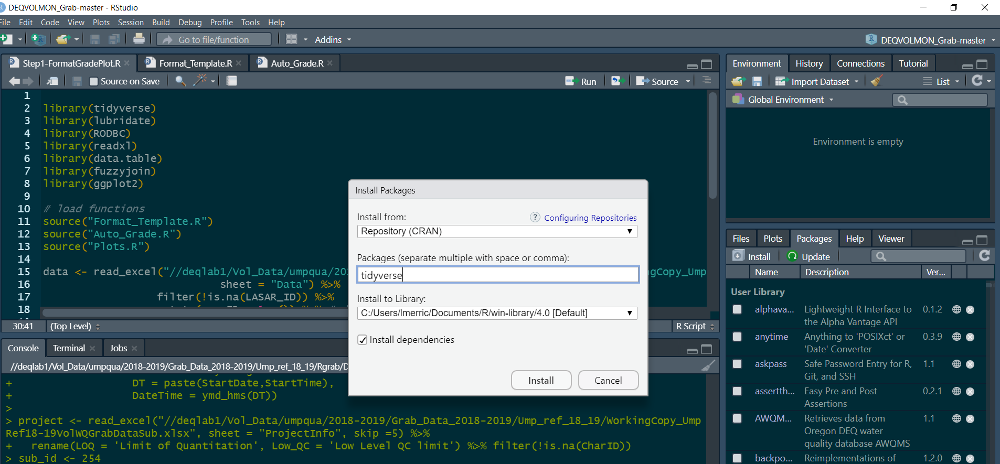 DEQVOLMON_Grab-master - RStudio
File Edit Code View Plots Session Build Debug Profile Tools Help
Go to file/function Addins DEQVOLMON_Grab-master
Step1-FormatGradePlot.R Format_Template.R Auto_Grade.R
Source on Save Run Source
1
2 library(tidyverse)
3 library(lubridate)
4 library(RODBC)
5 library(readxl)
6 library(data.table)
7 library(fuzzyjoin)
8 library(ggplot2)
9
10 # load functions
11 source("Format_Template.R")
12 source("Auto_Grade.R")
13 source("Plots.R")
14
15 data <- read_excel("//deqlab1/Vol_Data/umpqua/20 gCopy_Ump
16 sheet = "Data") %>%
17 filter(!is.na(LASAR_ID)) %>%
18
30:41 (Top Level) R Script
Console Terminal Jobs
//deqlab1/Vol_Data/umpqua/2018-2019/Grab_Data_2018-2019/Ump_ref_18_19/Rgrab/D
+ DT = paste(StartDate,StartTime),
+ DateTime = ymd_hms(DT))
>
> project <- read_excel("//deqlab1/Vol_Data/umpqua/2018-2019/Grab_Data_2018-2019/Ump_ref_18_19/WorkingCopy_Ump
Ref18-19VolWQGrabDataSub.xlsx", sheet = "ProjectInfo", skip =5) %>%
+ rename(LOQ = 'Limit of Quantitation', Low_QC = 'Low Level QC limit') %>% filter(!is.na(CharID))
> sub_id <- 254
Install Packages
Install from:
? Configuring Repositories
Repository (CRAN)
Packages (separate multiple with space or comma):
tidyverse
Install to Library:
C:/Users/lmerric/Documents/R/win-library/4.0 [Default]
Install dependencies
Install Cancel
Environment History Connections Tutorial
Import Dataset List
Global Environment
Environment is empty
Files Plots Packages Help Viewer
Install Update
Name Description Ver...
User Library
alphava... Lightweight R Interface to 0.1.2
the Alpha Vantage API
anytime Anything to 'POSIXct' or 0.3.9
'Date' Converter
askpass Safe Password Entry for R, 1.1
Git, and SSH
assertth... Easy Pre and Post 0.2.1
Assertions
AWQM... Retrieves data from 1.1
Oregon DEQ water
quality database AWQMS
backpo... Reimplementations of 1.2.0